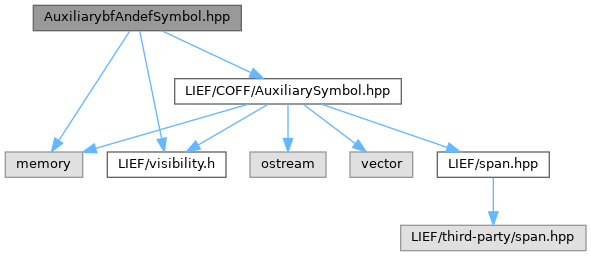 AuxiliarybfAndefSymbol.hpp
LIEF/COFF/AuxiliarySymbol.hpp
memory
LIEF/visibility.h
ostream
vector
LIEF/span.hpp
LIEF/third-party/span.hpp